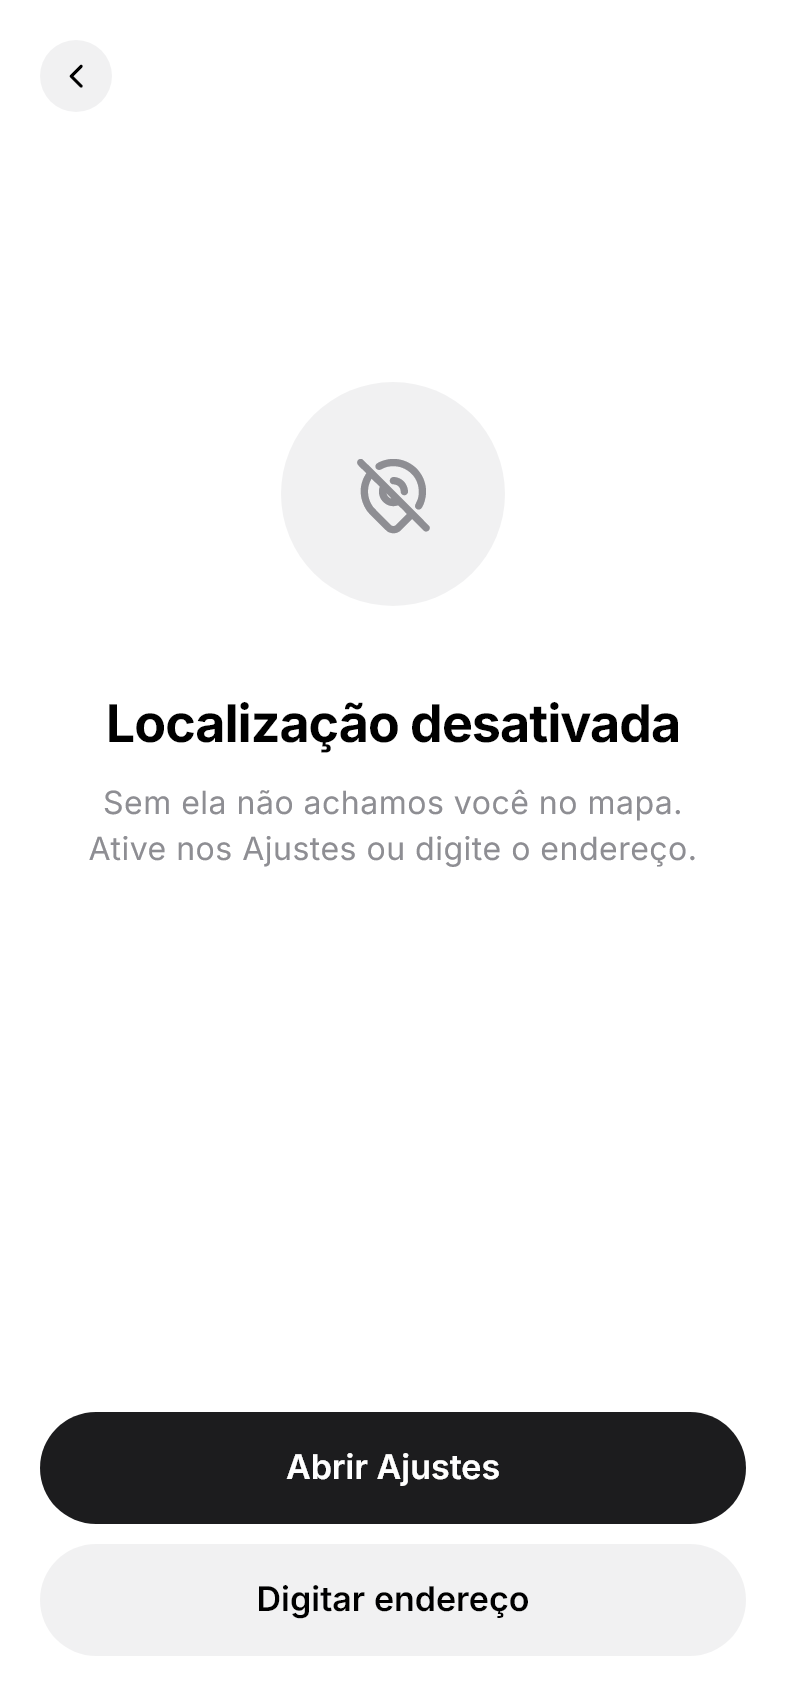 Localização desativada
Sem ela não achamos você no mapa.
Ative nos Ajustes ou digite o endereço.
Abrir Ajustes
Digitar endereço